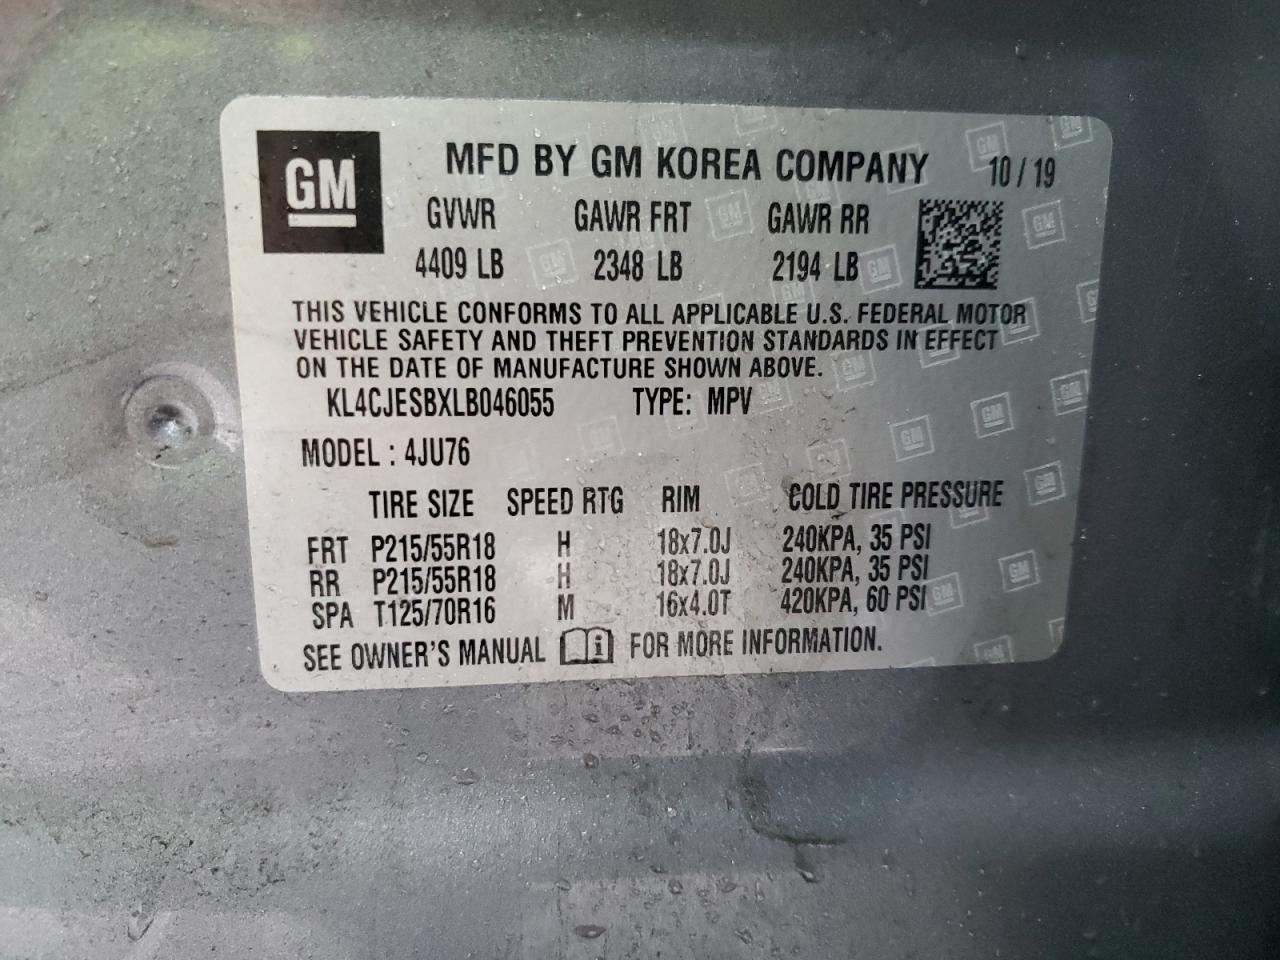 GM
MFD BY GM KOREA COMPANY 10/19
GVWR GAWR FRT GAWR RR
4409 LB 2348 LB 2194 LB
THIS VEHICLE CONFORMS TO ALL APPLICABLE U.S. FEDERAL MOTOR
VEHICLE SAFETY AND THEFT PREVENTION STANDARDS IN EFFECT
ON THE DATE OF MANUFACTURE SHOWN ABOVE.
KL4CJESBXLB046055 TYPE: MPV
MODEL : 4JU76
TIRE SIZE SPEED RTG RIM COLD TIRE PRESSURE
FRT P215/55R18 H 18x7.0J 240KPA, 35 PSI
RR P215/55R18 H 18x7.0J 240KPA, 35 PSI
SPA T125/70R16 M 16x4.0T 420KPA, 60 PSI
SEE OWNER'S MANUAL i FOR MORE INFORMATION.